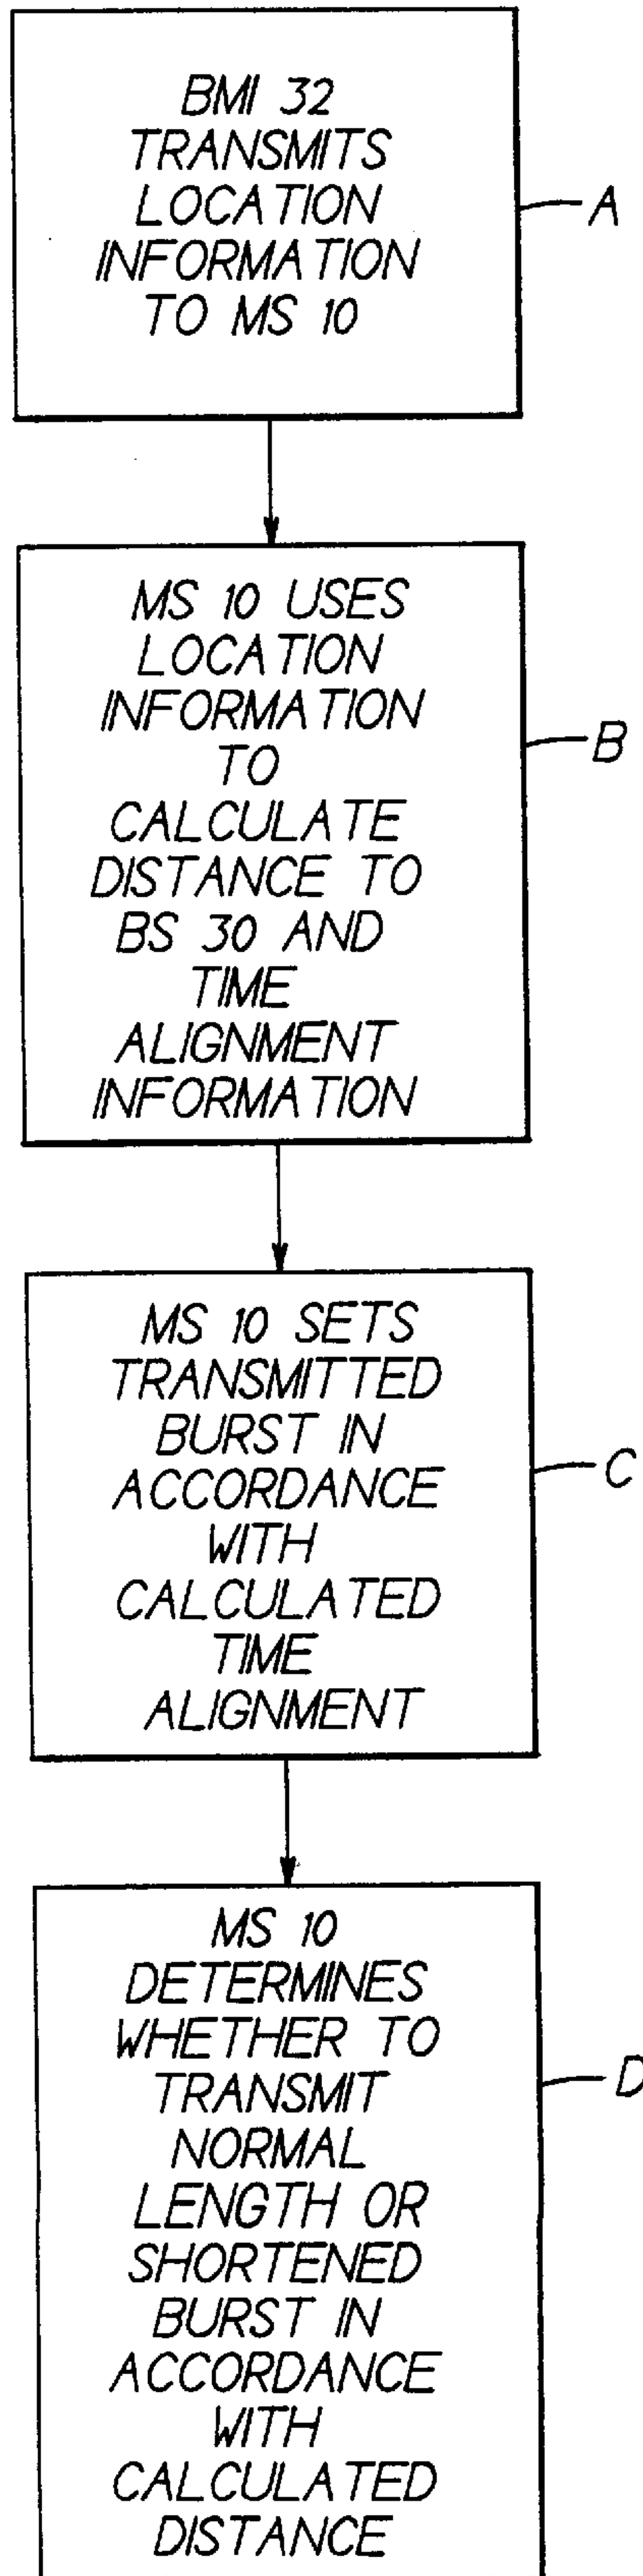 BMI 32
TRANSMITS
LOCATION
INFORMATION
TO MS 10
A
MS 10 USES
LOCATION
INFORMATION
TO
CALCULATE
DISTANCE TO
BS 30 AND
TIME
ALIGNMENT
INFORMATION
B
MS 10 SETS
TRANSMITTED
BURST IN
ACCORDANCE
WITH
CALCULATED
TIME
ALIGNMENT
C
MS 10
DETERMINES
WHETHER TO
TRANSMIT
NORMAL
LENGTH OR
SHORTENED
BURST IN
ACCORDANCE
WITH
CALCULATED
DISTANCE
D